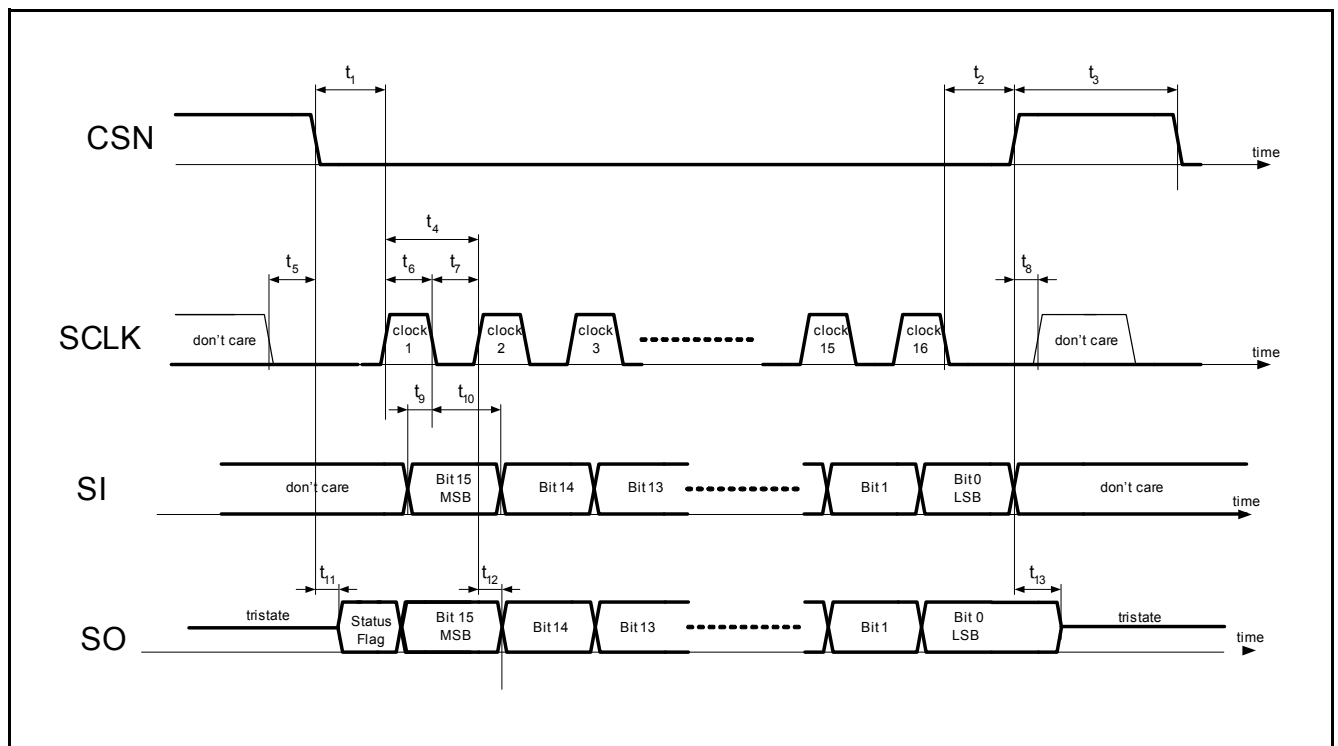 t1
t2
t3
CSN
time
t4
t5
t6
t7
t8
SCLK
don't care
clock
1
clock
2
clock
3
clock
15
clock
16
don't care
time
t9
t10
SI
don't care
Bit 15
MSB
Bit 14
Bit 13
Bit 1
Bit 0
LSB
don't care
time
t11
t12
t13
SO
tristate
Status
Flag
Bit 15
MSB
Bit 14
Bit 13
Bit 1
Bit 0
LSB
tristate
time